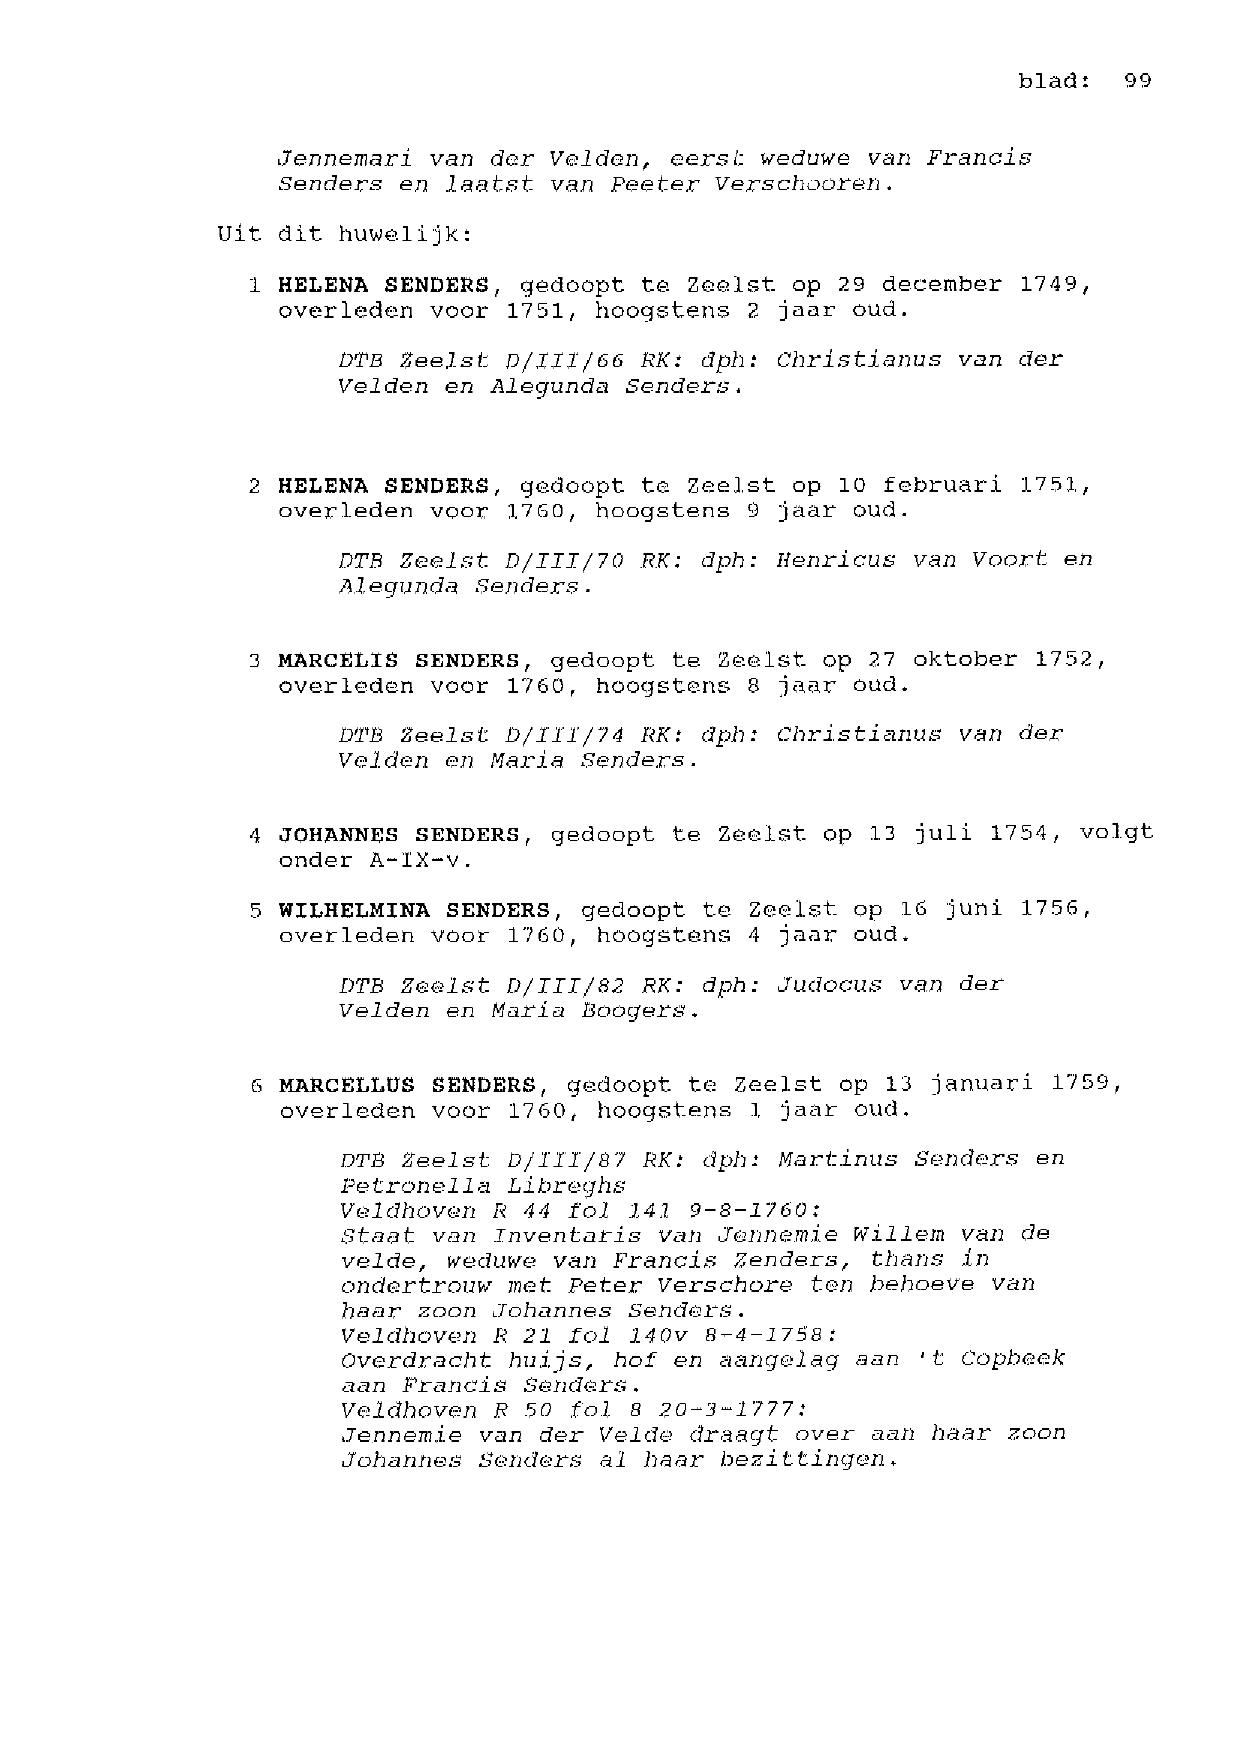 blad: 99
Jennemari van der Velden, eerst weduwe van Francis
Senders en laatst van Peeter Verschooren.
Uit dit huwelijk:
1 HELENA SENDERS, gedoopt te Zeelst op 29 december 1749,
overleden voor 1751, hoogstens 2 jaar oud.
DTB Zeelst D/III/66 RK: dph: Christianus van der
Velden en Alegunda Senders.
2 HELENA SENDERS, gedoopt te Zeelst op 10 februari 1751,
overleden voor 1760, hoogstens 9 jaar oud.
DTB Zeelst D/III/70 RK: dph: Henricus van Voort en
Alegunda Senders.
3 MARCELIS SENDERS, gedoopt te Zeelst op 27 oktober 1752,
overleden voor 1760, hoogstens 8 jaar oud.
DTB Zeelst D/III/74 RK: dph: Christianus van der
Velden en Maria Senders.
4 JOHANNES SENDERS, gedoopt te Zeelst op 13 juli 1754, volgt
onder A-IX-v.
5 WILHELMINA SENDERS, gedoopt te Zeelst op 16 juni 1756,
overleden voor 1760, hoogstens 4 jaar oud.
DTB Zeelst D/III/82 RK: dph: Judocus van der
Velden en Maria Boogers.
6 MARCELLUS SENDERS, gedoopt te Zeelst op 13 januari 1759,
overleden voor 1760, hoogstens 1 jaar oud.
DTB Zeelst D/III/87 RK: dph: Martinus Senders en
Petronella Libreghs
Veldhoven R 44 fol 141 9-8-1760:
Staat van Inventaris van Jennemie Willem van de
velde, weduwe van Francis Zenders, thans in
ondertrouw met Peter Verschore ten behoeve van
haar zoon Johannes Senders.
Veldhoven R 21 fol 140v 8-4-1758:
Overdracht huijs, hof en aangelag aan 't Copbeek
aan Francis Senders.
Veldhoven R 50 fol 8 20-3-1777:
Jennemie van der Velde draagt over aan haar zoon
Johannes Senders al haar bezittingen.